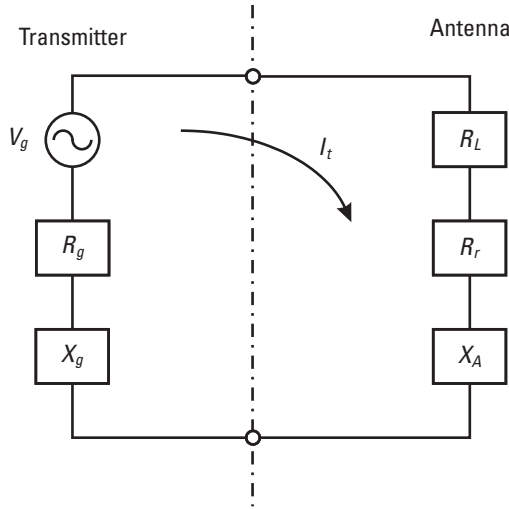 Transmitter
Antenna
V_g
I_t
R_L
R_g
R_r
X_g
X_A